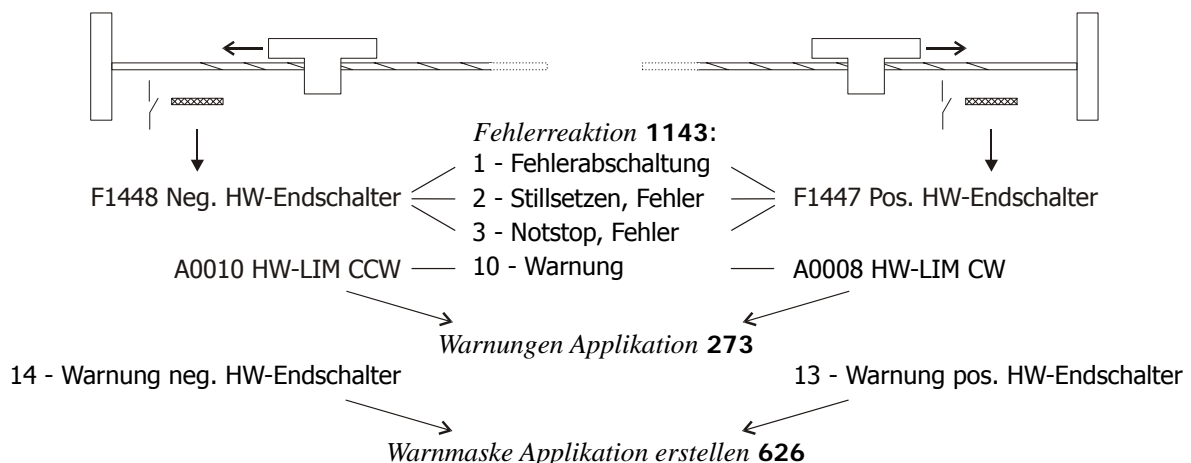 Fehlerreaktion 1143:
1 - Fehlerabschaltung
F1448 Neg. HW-Endschalter
2 - Stillsetzen, Fehler
F1447 Pos. HW-Endschalter
3 - Notstop, Fehler
A0010 HW-LIM CCW
10 - Warnung
A0008 HW-LIM CW
Warnungen Applikation 273
14 - Warnung neg. HW-Endschalter
13 - Warnung pos. HW-Endschalter
Warnmaske Applikation erstellen 626